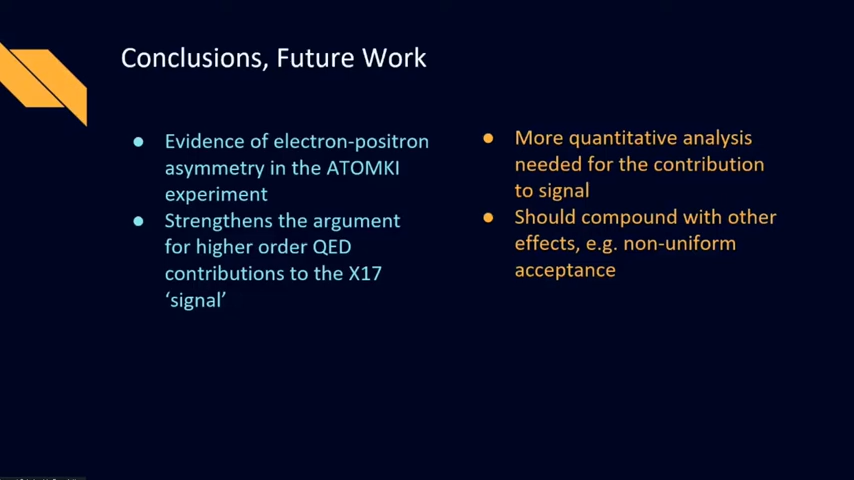 Conclusions, Future Work
● Evidence of electron-positron
asymmetry in the ATOMKI
experiment
● Strengthens the argument
for higher order QED
contributions to the X17
‘signal’
● More quantitative analysis
needed for the contribution
to signal
● Should compound with other
effects, e.g. non-uniform
acceptance